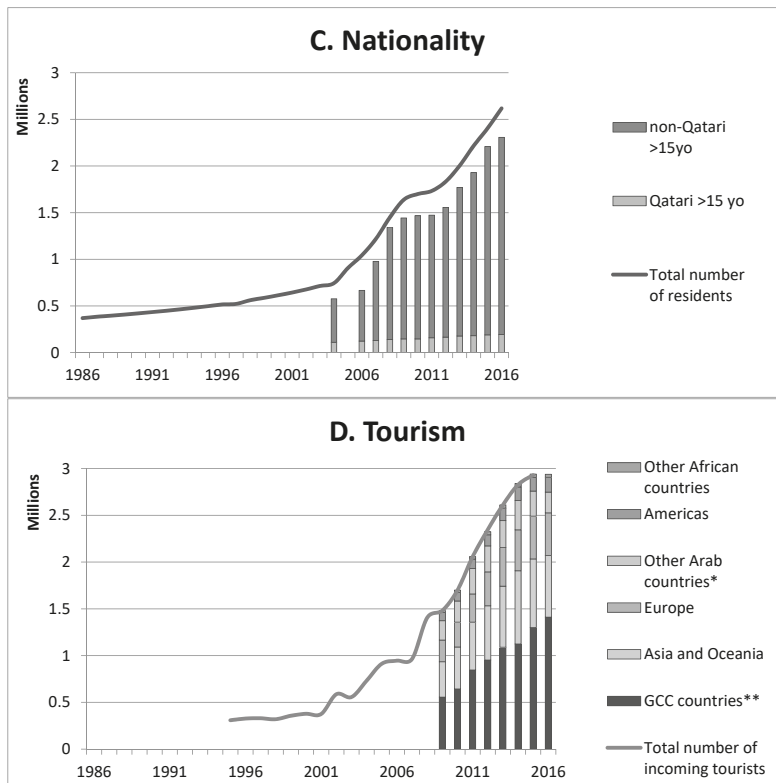 C. Nationality
Millions
3
2.5
2
1.5
1
0.5
0
1986 1991 1996 2001 2006 2011 2016
non-Qatari
>15yo
Qatari >15 yo
Total number
of residents
D. Tourism
Millions
3
2.5
2
1.5
1
0.5
0
1986 1991 1996 2001 2006 2011 2016
Other African
countries
Americas
Other Arab
countries*
Europe
Asia and Oceania
GCC countries**
Total number of
incoming tourists